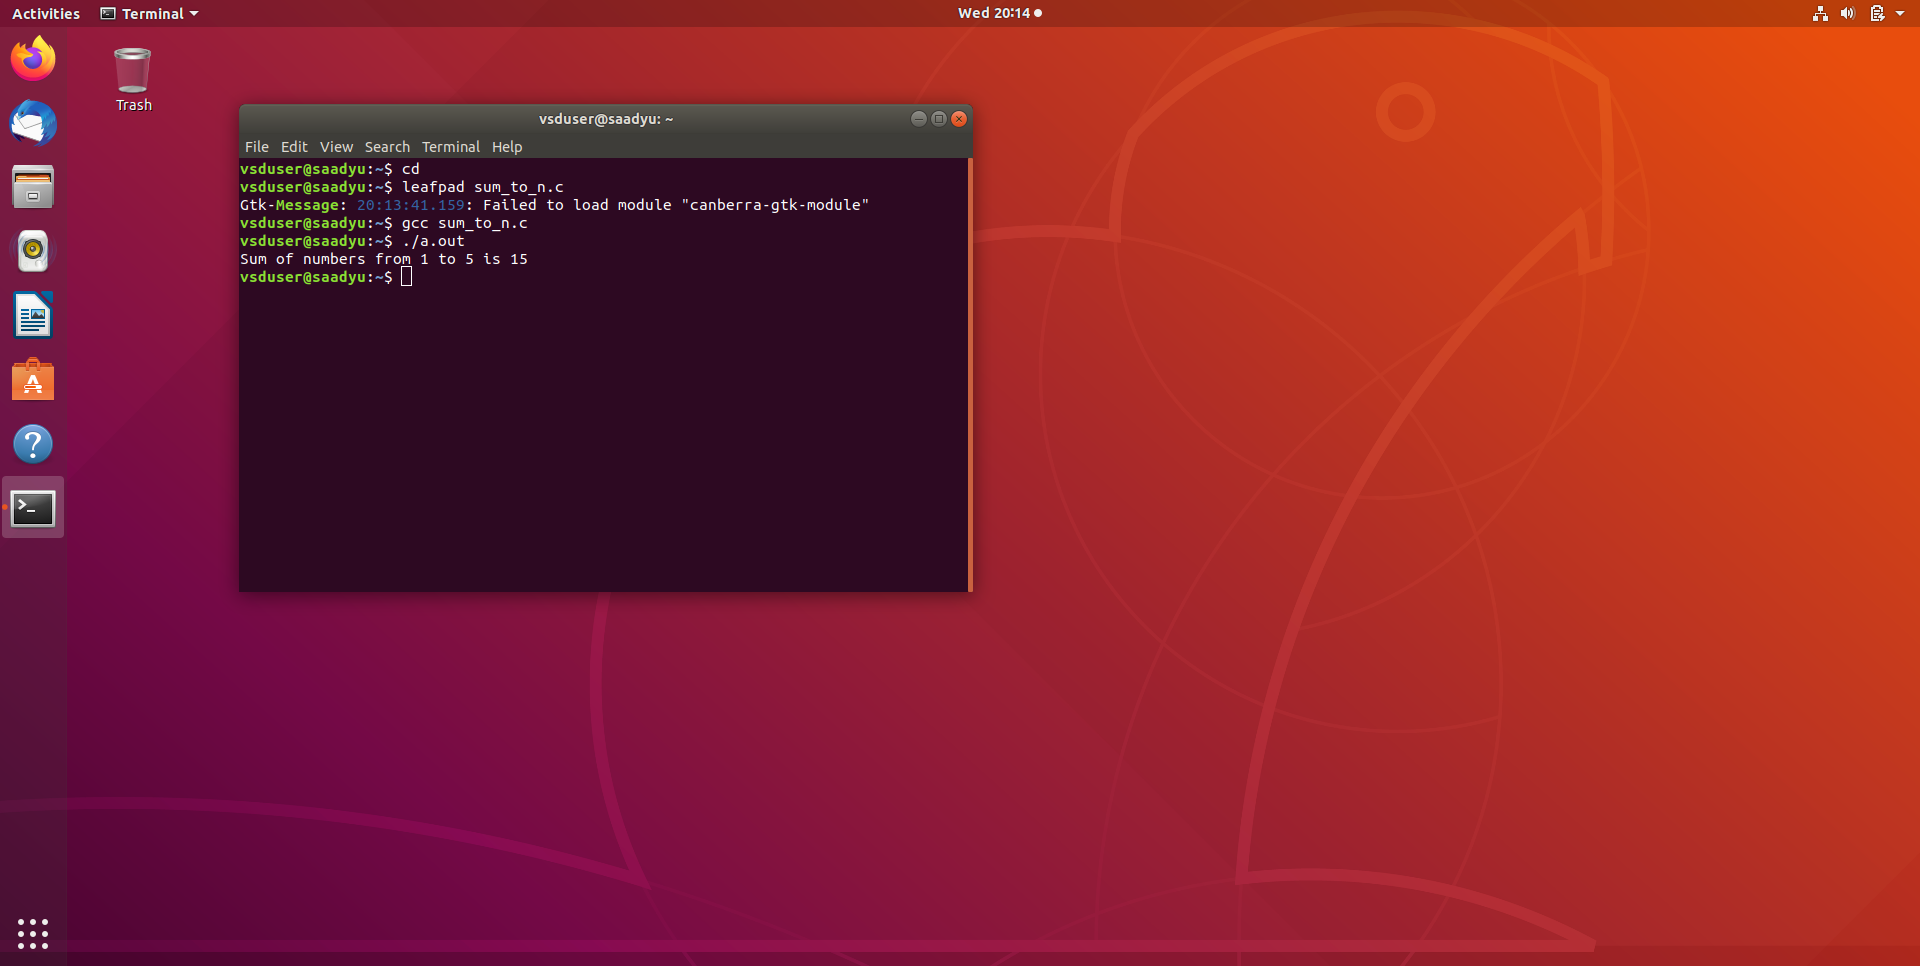 Activities Terminal Wed 20:14
Trash
vsduser@saadyu: ~
File Edit View Search Terminal Help
vsduser@saadyu:~$ cd
vsduser@saadyu:~$ leafpad sum_to_n.c
Gtk-Message: 20:13:41.159: Failed to load module "canberra-gtk-module"
vsduser@saadyu:~$ gcc sum_to_n.c
vsduser@saadyu:~$ ./a.out
Sum of numbers from 1 to 5 is 15
vsduser@saadyu:~$